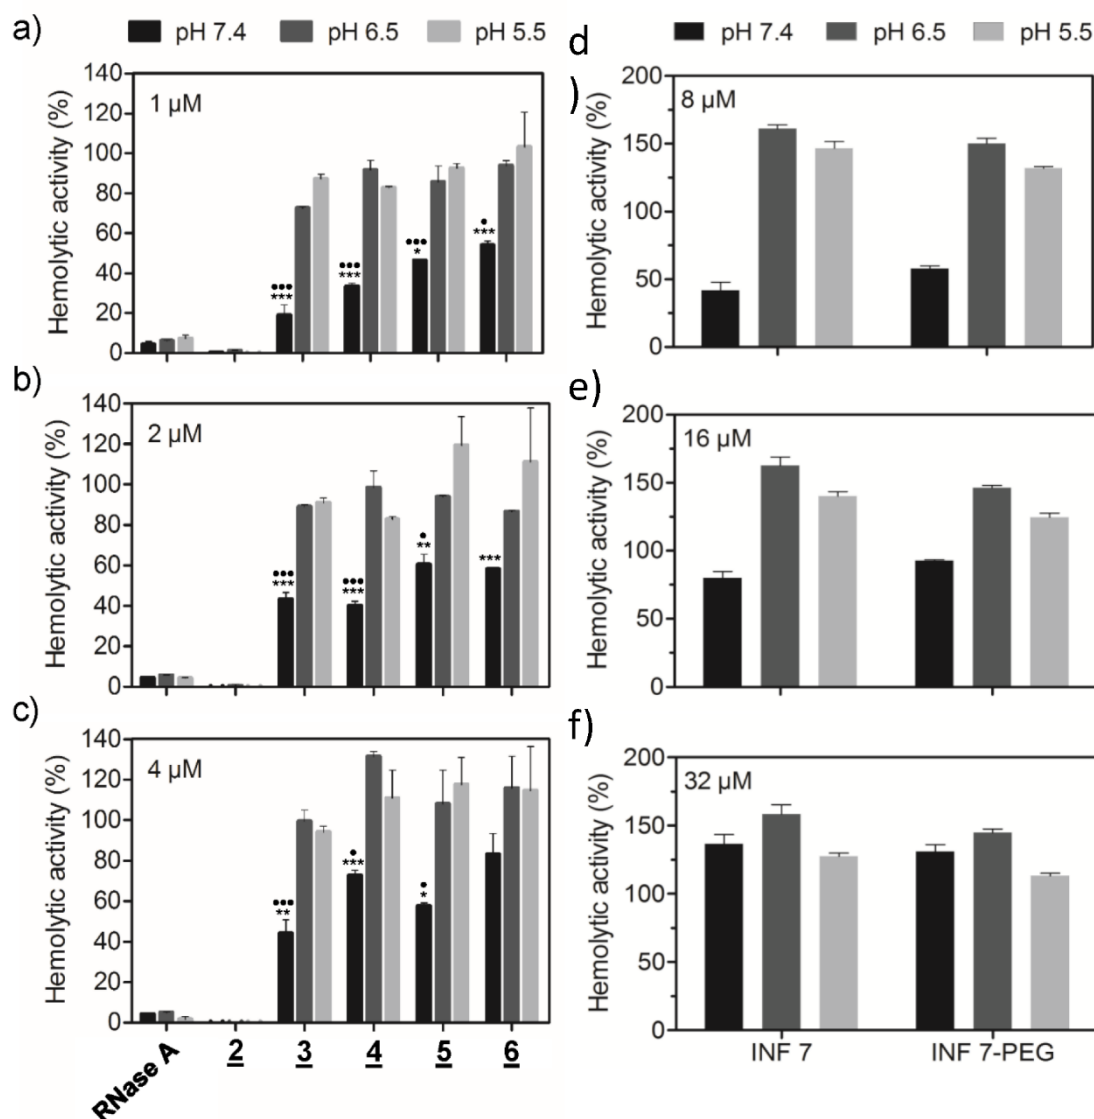 a)
pH 7.4 pH 6.5 pH 5.5
Hemolytic activity (%)
140
120
100
80
60
40
20
0
1 µM
•••
***
•••
***
•••
*
•
***
b)
Hemolytic activity (%)
140
120
100
80
60
40
20
0
2 µM
•••
***
•••
***
•
**
***
c)
Hemolytic activity (%)
140
120
100
80
60
40
20
0
4 µM
•••
**
•
***
•
*
RNase A 2 3 4 5 6
d
)
pH 7.4 pH 6.5 pH 5.5
Hemolytic activity (%)
200
150
100
50
0
8 µM
e)
Hemolytic activity (%)
200
150
100
50
0
16 µM
f)
Hemolytic activity (%)
200
150
100
50
0
32 µM
INF 7 INF 7-PEG